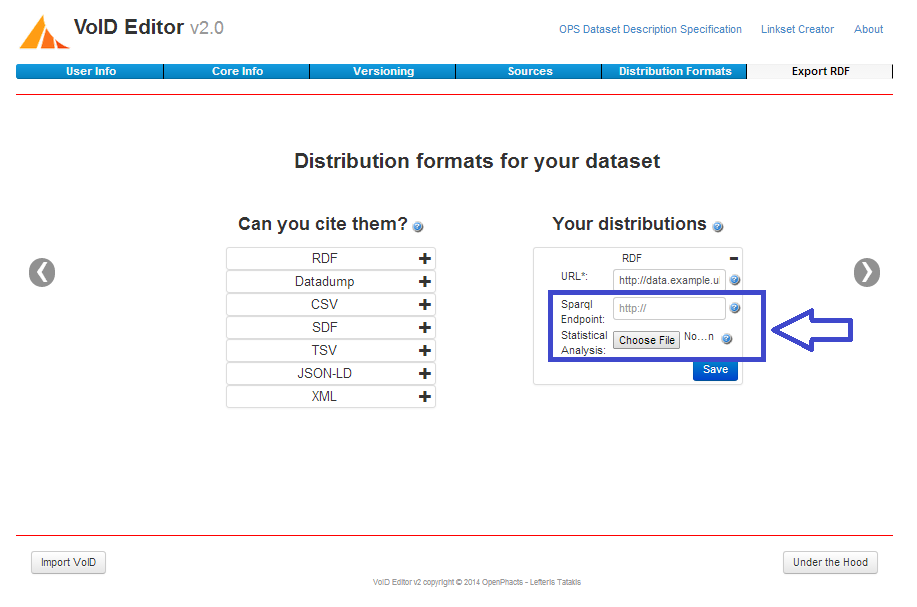 VoID Editor v2.0
OPS Dataset Description Specification Linkset Creator About
User Info Core Info Versioning Sources Distribution Formats Export RDF
Distribution formats for your dataset
Can you cite them?
RDF
Datadump
CSV
SDF
TSV
JSON-LD
XML
Your distributions
RDF
URL*: http://data.example.u
Sparql
Endpoint:
http://
Statistical
Analysis:
Choose File No...n
Save
Import VoID
Under the Hood
VoID Editor v2 copyright © 2014 OpenPhacts - Lefteris Tatakis